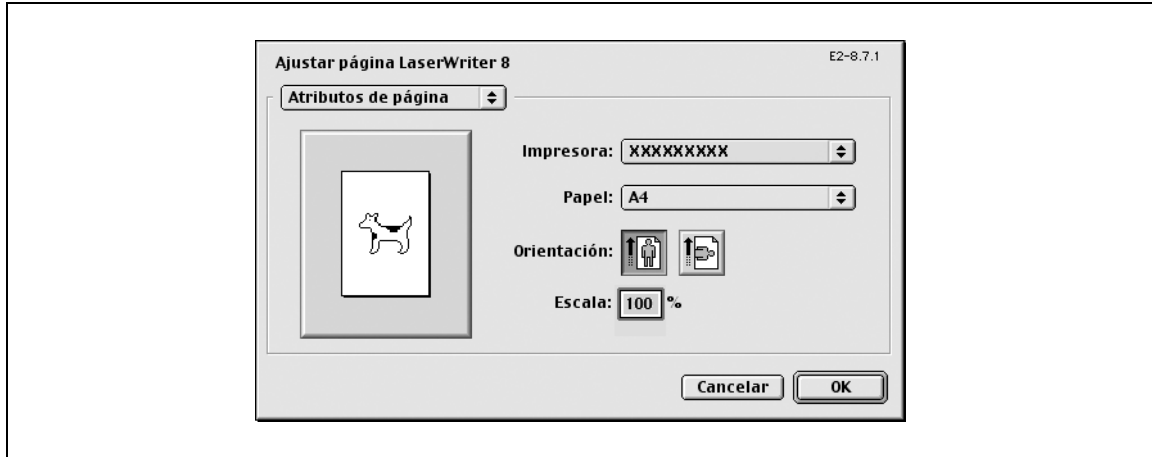 Ajustar página LaserWriter 8
E2-8.7.1
Atributos de página
Impresora: XXXXXXXXX
Papel: A4
Orientación:
Escala: 100 %
Cancelar
OK